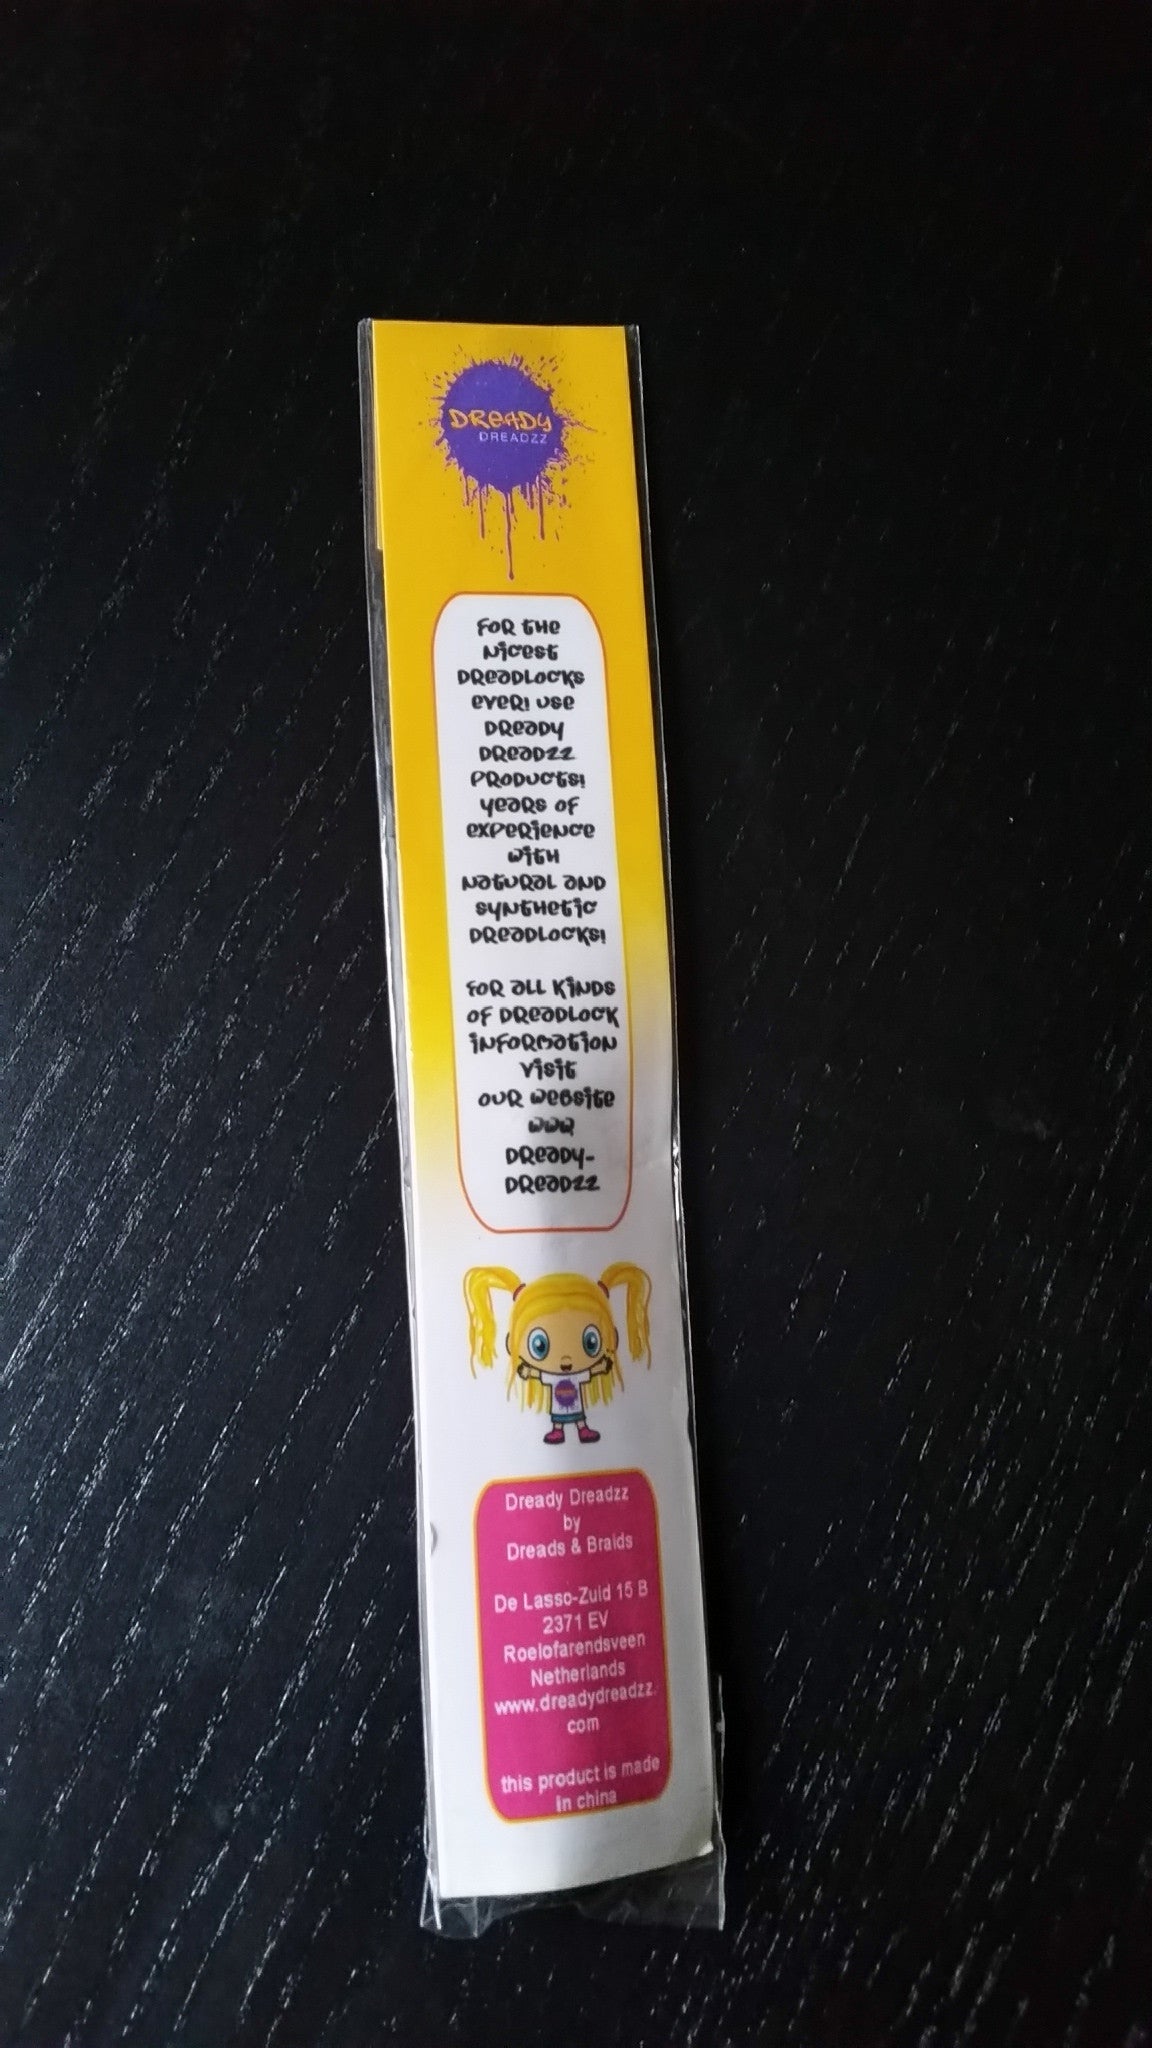 DREADY
DREADZZ
FOR THE
NICEST
DREADLOCKS
EVER! USE
DREADY
DREADZZ
PRODUCTS!
YEARS OF
EXPERIENCE
WITH
NATURAL AND
SYNTHETIC
DREADLOCKS!
FOR ALL KINDS
OF DREADLOCK
INFORMATION
VISIT
OUR WEBSITE
WWW
DREADY-
DREADZZ
Dready Dreadzz
by
Dreads & Braids
De Lasso-Zuid 15 B
2371 EV
Roelofarendsveen
Netherlands
www.dreadydreadzz.
com
this product is made
in china